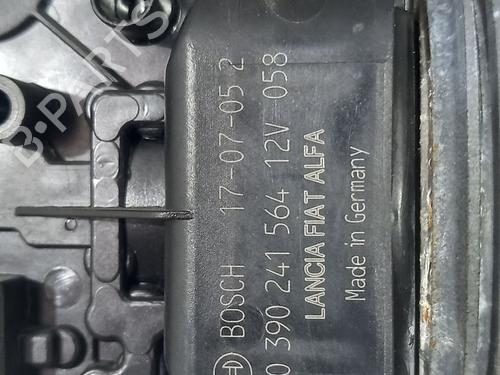 BOSCH 17-07-05 2
0 390 241 564 12V 058
LANCIA FIAT ALFA
Made in Germany
B-PARTS